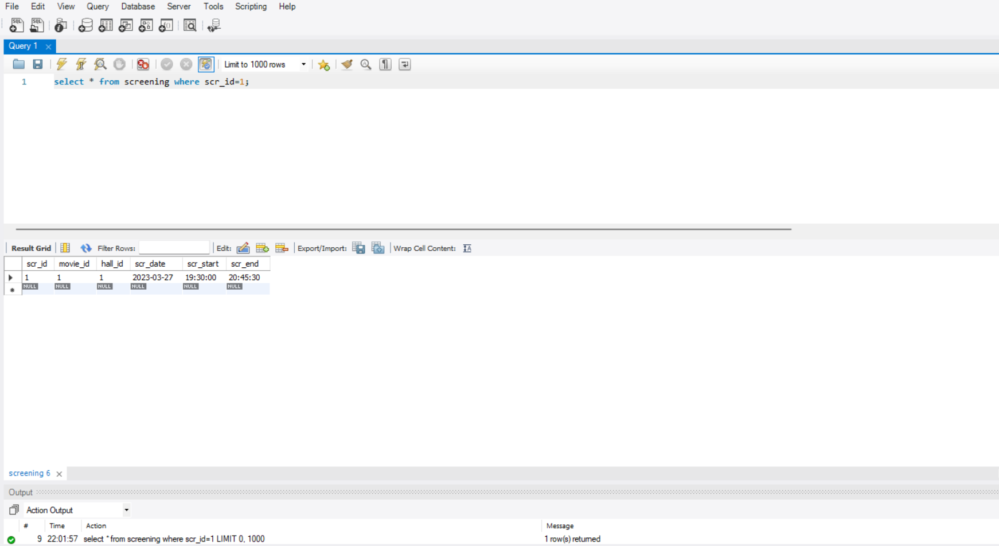 File Edit View Query Database Server Tools Scripting Help
SQL SQL
Query 1
Limit to 1000 rows
1 select * from screening where scr_id=1;
Result Grid Filter Rows: Edit: Export/Import: Wrap Cell Content: IA
scr_id movie_id hall_id scr_date scr_start scr_end
1 1 1 2023-03-27 19:30:00 20:45:30
NULL NULL NULL NULL NULL NULL
screening 6
Output
Action Output
# Time Action Message
9 22:01:57 select * from screening where scr_id=1 LIMIT 0, 1000 1 row(s) returned